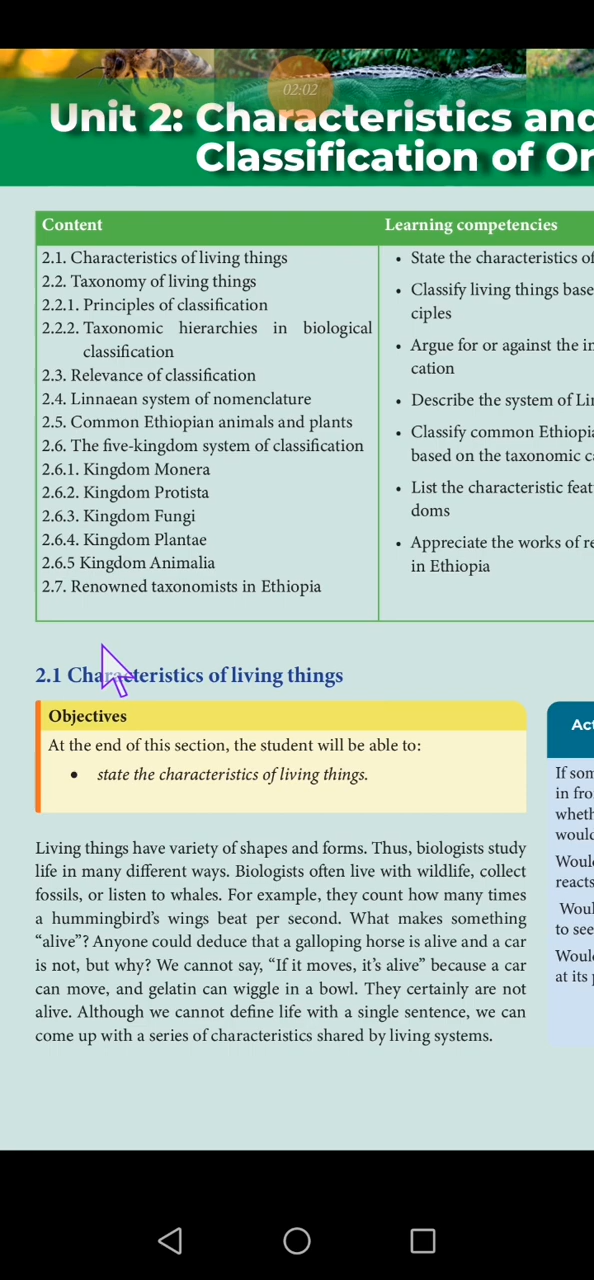 02:02
Unit 2: Characteristics and
Classification of Or
Content
2.1. Characteristics of living things
2.2. Taxonomy of living things
2.2.1. Principles of classification
2.2.2. Taxonomic hierarchies in biological
classification
2.3. Relevance of classification
2.4. Linnaean system of nomenclature
2.5. Common Ethiopian animals and plants
2.6. The five-kingdom system of classification
2.6.1. Kingdom Monera
2.6.2. Kingdom Protista
2.6.3. Kingdom Fungi
2.6.4. Kingdom Plantae
2.6.5 Kingdom Animalia
2.7. Renowned taxonomists in Ethiopia
Learning competencies
• State the characteristics of
• Classify living things base
ciples
• Argue for or against the in
cation
• Describe the system of Lin
• Classify common Ethiopia
based on the taxonomic ca
• List the characteristic feat
doms
• Appreciate the works of re
in Ethiopia
2.1 Characteristics of living things
Objectives
At the end of this section, the student will be able to:
• state the characteristics of living things.
Living things have variety of shapes and forms. Thus, biologists study
life in many different ways. Biologists often live with wildlife, collect
fossils, or listen to whales. For example, they count how many times
a hummingbird's wings beat per second. What makes something
“alive”? Anyone could deduce that a galloping horse is alive and a car
is not, but why? We cannot say, “If it moves, it's alive” because a car
can move, and gelatin can wiggle in a bowl. They certainly are not
alive. Although we cannot define life with a single sentence, we can
come up with a series of characteristics shared by living systems.
Act
If som
in fro
wheth
would
Would
reacts
Woul
to see
Would
at its p